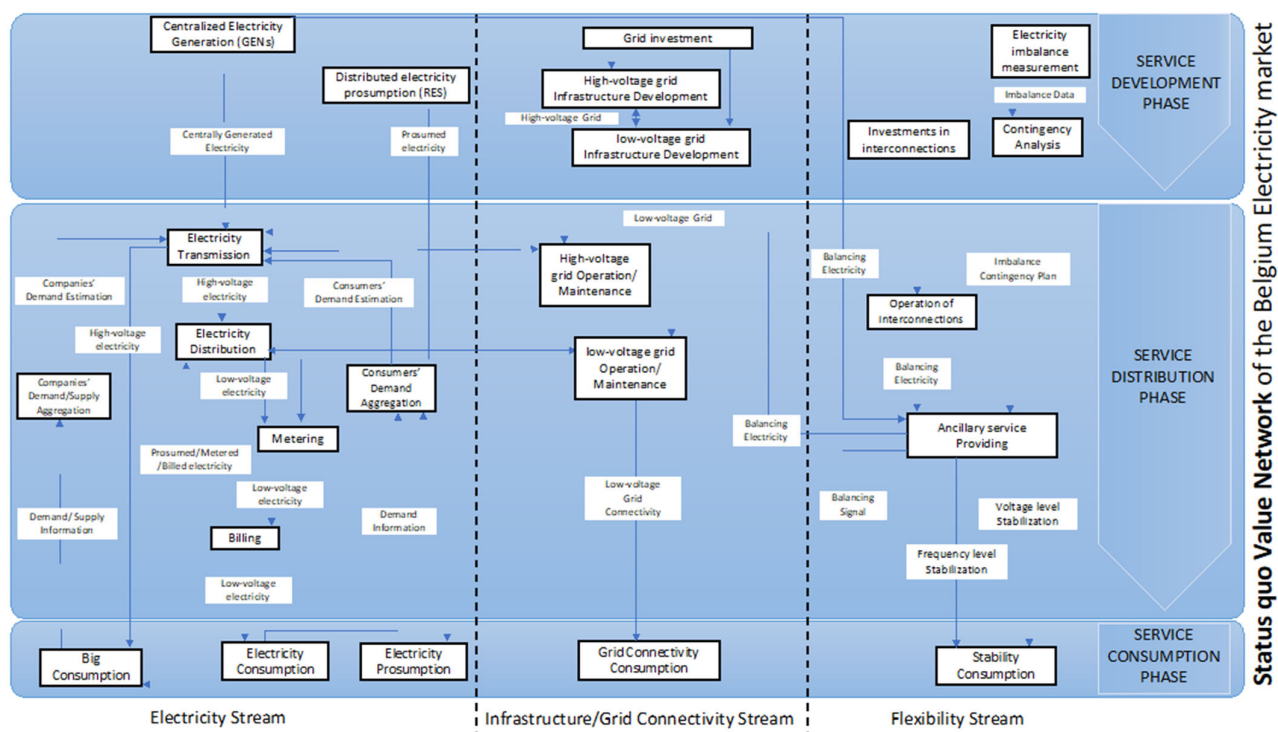 Centralized Electricity
Generation (GENs)
Distributed electricity
prosumption (RES)
Centrally Generated
Electricity
Prosumed
electricity
Grid investment
High-voltage grid
Infrastructure Development
High-voltage Grid
low-voltage grid
Infrastructure Development
Electricity
imbalance
measurement
Imbalance Data
Investments in
interconnections
Contingency
Analysis
SERVICE
DEVELOPMENT
PHASE
Electricity
Transmission
Companies'
Demand Estimation
High-voltage
electricity
Consumers'
Demand Estimation
High-voltage
electricity
Electricity
Distribution
Companies'
Demand/Supply
Aggregation
Low-voltage
electricity
Consumers'
Demand
Aggregation
Metering
Prosumed/Metered
/Billed electricity
Low-voltage
electricity
Demand/ Supply
Information
Demand
Information
Billing
Low-voltage
electricity
Low-voltage Grid
High-voltage
grid Operation/
Maintenance
low-voltage grid
Operation/
Maintenance
Balancing
Electricity
Low-voltage
Grid
Connectivity
Balancing
Electricity
Imbalance
Contingency Plan
Operation of
Interconnections
Balancing
Electricity
Ancillary service
Providing
Balancing
Signal
Voltage level
Stabilization
Frequency level
Stabilization
SERVICE
DISTRIBUTION
PHASE
Big
Consumption
Electricity
Consumption
Electricity
Prosumption
Grid Connectivity
Consumption
Stability
Consumption
SERVICE
CONSUMPTION
PHASE
Electricity Stream
Infrastructure/Grid Connectivity Stream
Flexibility Stream
Status quo Value Network of the Belgium Electricity market